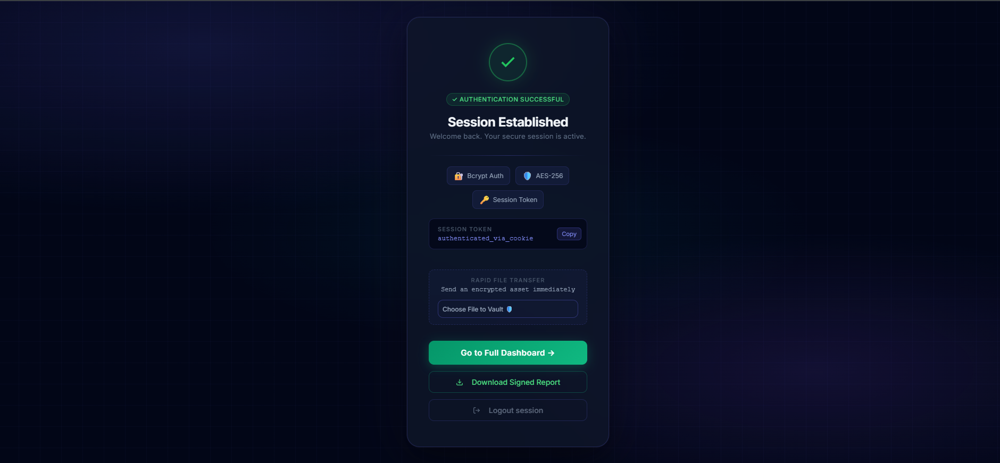 AUTHENTICATION SUCCESSFUL
Session Established
Welcome back. Your secure session is active.
Bcrypt Auth
AES-256
Session Token
SESSION TOKEN
authenticated_via_cookie
Copy
RAPID FILE TRANSFER
Send an encrypted asset immediately
Choose File to Vault
Go to Full Dashboard →
Download Signed Report
Logout session